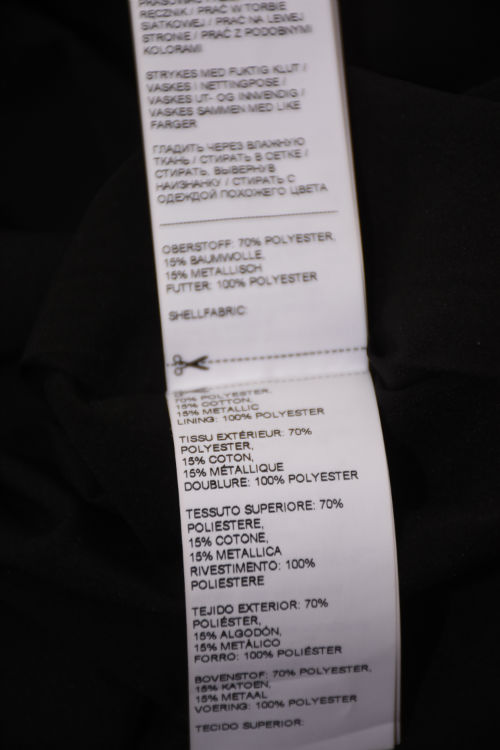 RĘCZNIK / PRAĆ W TORBIE
SIATKOWEJ / PRAĆ NA LEWEJ
STRONIE / PRAĆ Z PODOBNYMI
KOLORAMI
STRYKES MED FUKTIG KLUT /
VASKES I NETTINGPOSE /
VASKES UT- OG INNVENDIG /
VASKES SAMMEN MED LIKE
FARGER
ГЛАДИТЬ ЧЕРЕЗ ВЛАЖНУЮ
ТКАНЬ / СТИРАТЬ В СЕТКЕ /
СТИРАТЬ, ВЫВЕРНУВ
НАИЗНАНКУ / СТИРАТЬ С
ОДЕЖДОЙ ПОХОЖЕГО ЦВЕТА
OBERSTOFF: 70% POLYESTER,
15% BAUMWOLLE,
15% METALLISCH
FUTTER: 100% POLYESTER
SHELLFABRIC:
70% POLYESTER,
15% COTTON,
15% METALLIC
LINING: 100% POLYESTER
TISSU EXTÉRIEUR: 70%
POLYESTER,
15% COTON,
15% MÉTALLIQUE
DOUBLURE: 100% POLYESTER
TESSUTO SUPERIORE: 70%
POLIESTERE,
15% COTONE,
15% METALLICA
RIVESTIMENTO: 100%
POLIESTERE
TEJIDO EXTERIOR: 70%
POLIÉSTER,
15% ALGODÓN,
15% METÁLICO
FORRO: 100% POLIÉSTER
BOVENSTOF: 70% POLYESTER,
15% KATOEN,
15% METAAL
VOERING: 100% POLYESTER
TECIDO SUPERIOR: